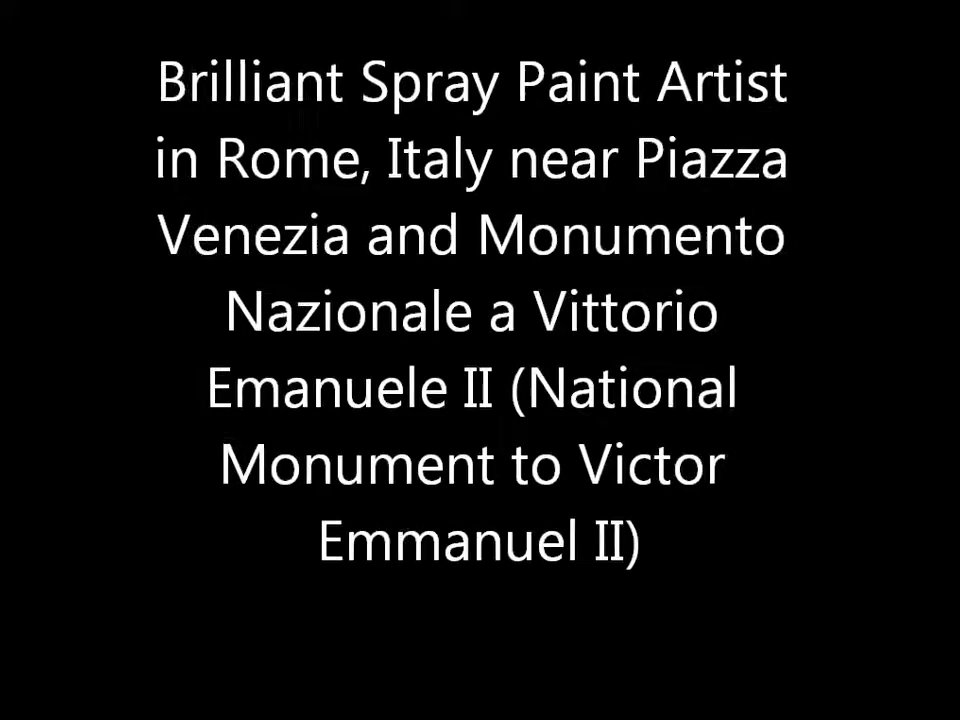 Brilliant Spray Paint Artist
in Rome, Italy near Piazza
Venezia and Monumento
Nazionale a Vittorio
Emanuele II (National
Monument to Victor
Emmanuel II)